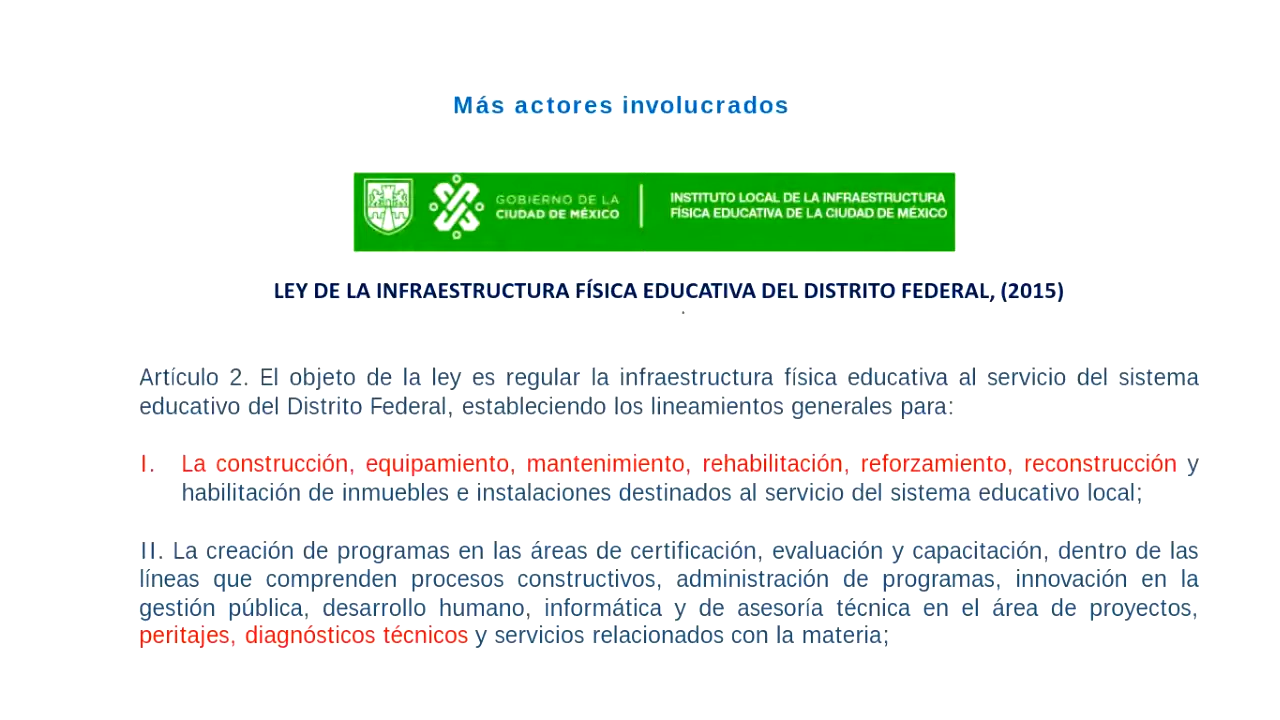 Más actores involucrados
GOBIERNO DE LA
CIUDAD DE MÉXICO
INSTITUTO LOCAL DE LA INFRAESTRUCTURA
FÍSICA EDUCATIVA DE LA CIUDAD DE MÉXICO
LEY DE LA INFRAESTRUCTURA FÍSICA EDUCATIVA DEL DISTRITO FEDERAL, (2015)
.
Artículo 2. El objeto de la ley es regular la infraestructura física educativa al servicio del sistema
educativo del Distrito Federal, estableciendo los lineamientos generales para:
I. La construcción, equipamiento, mantenimiento, rehabilitación, reforzamiento, reconstrucción y
habilitación de inmuebles e instalaciones destinados al servicio del sistema educativo local;
II. La creación de programas en las áreas de certificación, evaluación y capacitación, dentro de las
líneas que comprenden procesos constructivos, administración de programas, innovación en la
gestión pública, desarrollo humano, informática y de asesoría técnica en el área de proyectos,
peritajes, diagnósticos técnicos y servicios relacionados con la materia;